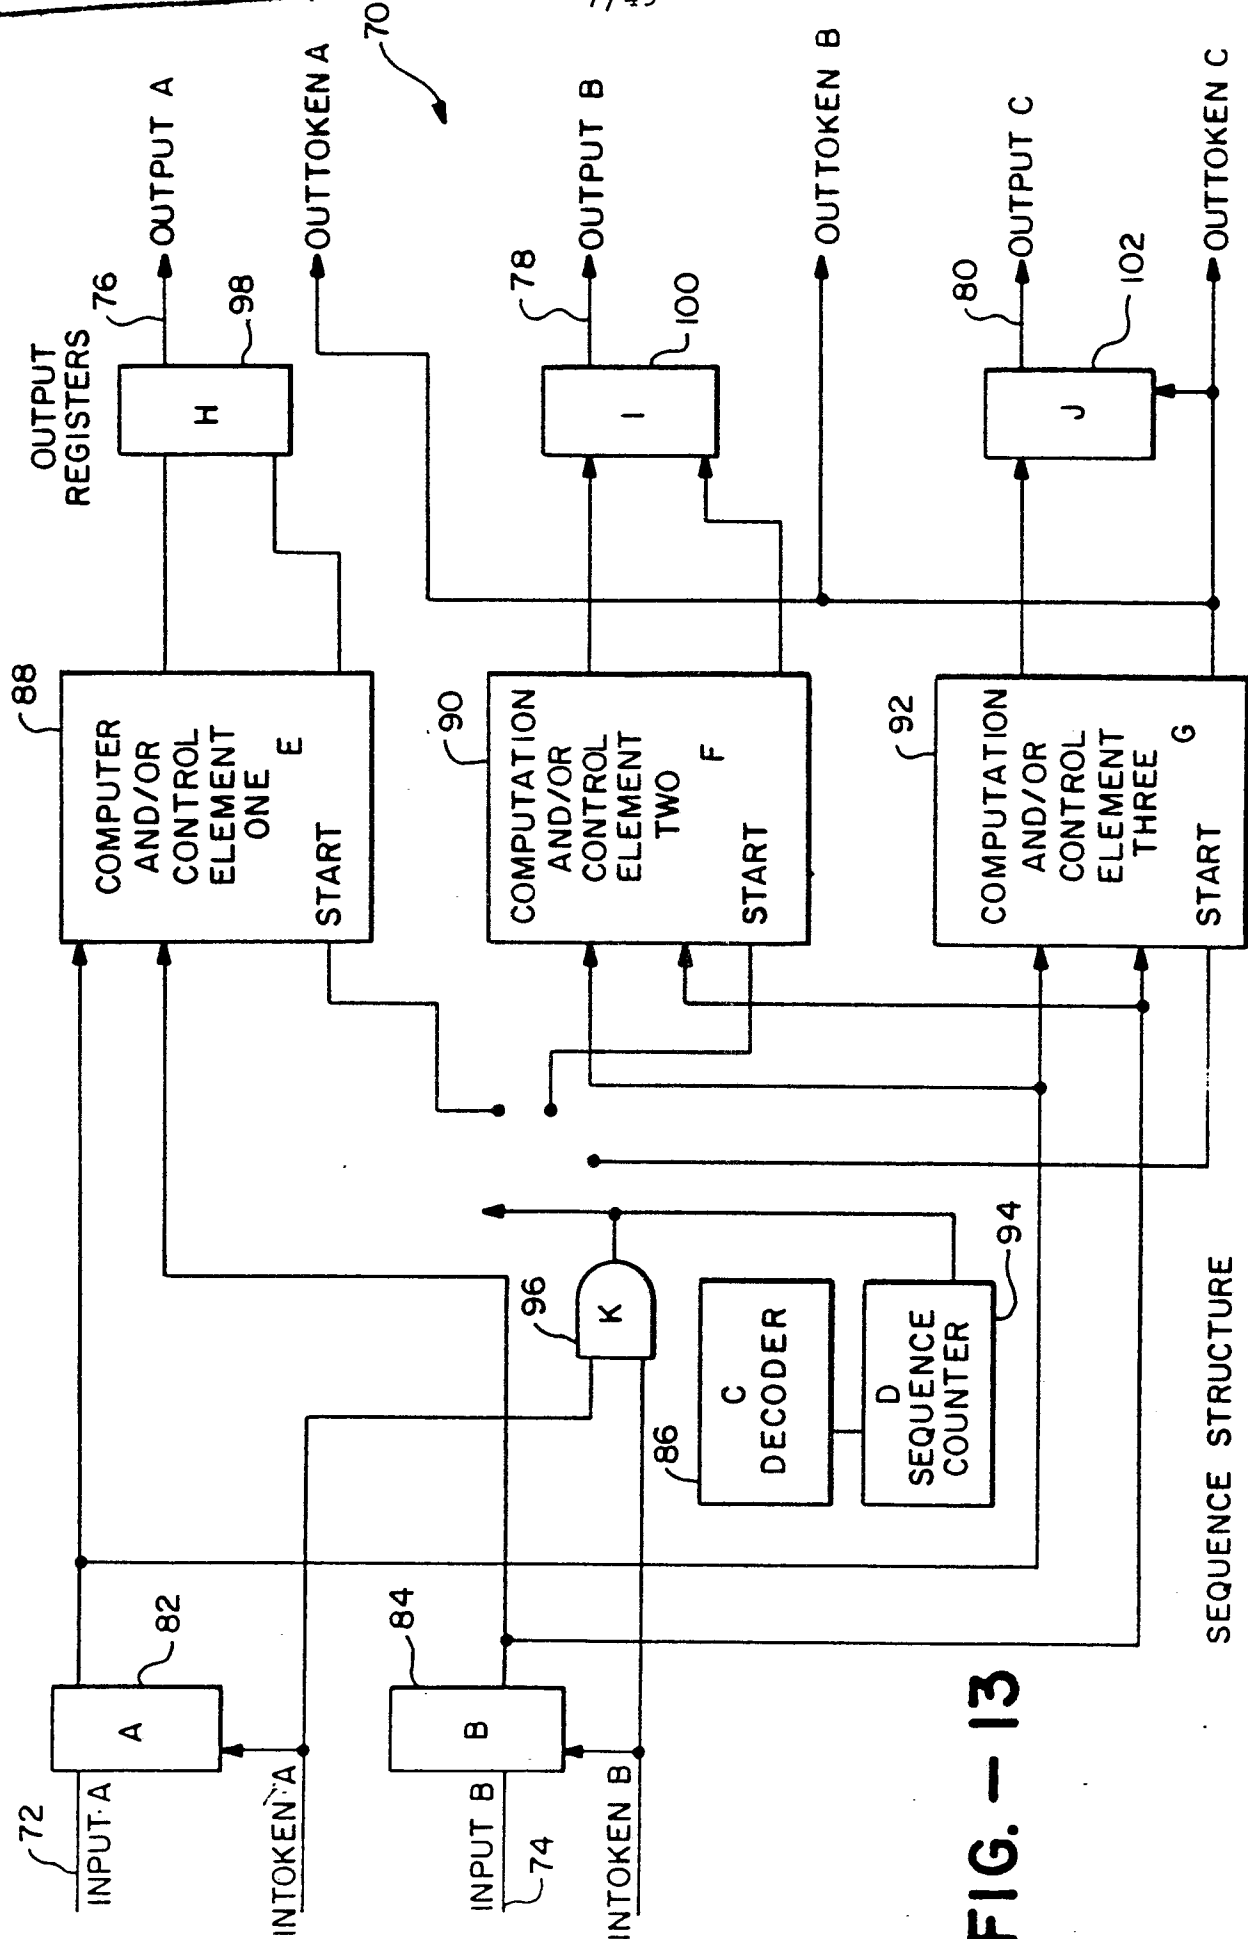 70
72
INPUT A
INTOKEN A
82
A
74
INPUT B
INTOKEN B
84
B
96
K
86
C
DECODER
D
SEQUENCE
COUNTER
94
88
COMPUTER
AND/OR
CONTROL
ELEMENT
ONE
E
START
90
COMPUTATION
AND/OR
CONTROL
ELEMENT
TWO
F
START
92
COMPUTATION
AND/OR
CONTROL
ELEMENT
THREE
G
START
OUTPUT
REGISTERS
H
98
76
OUTPUT A
OUTTOKEN A
I
100
78
OUTPUT B
OUTTOKEN B
J
102
80
OUTPUT C
OUTTOKEN C
SEQUENCE STRUCTURE
FIG.-13